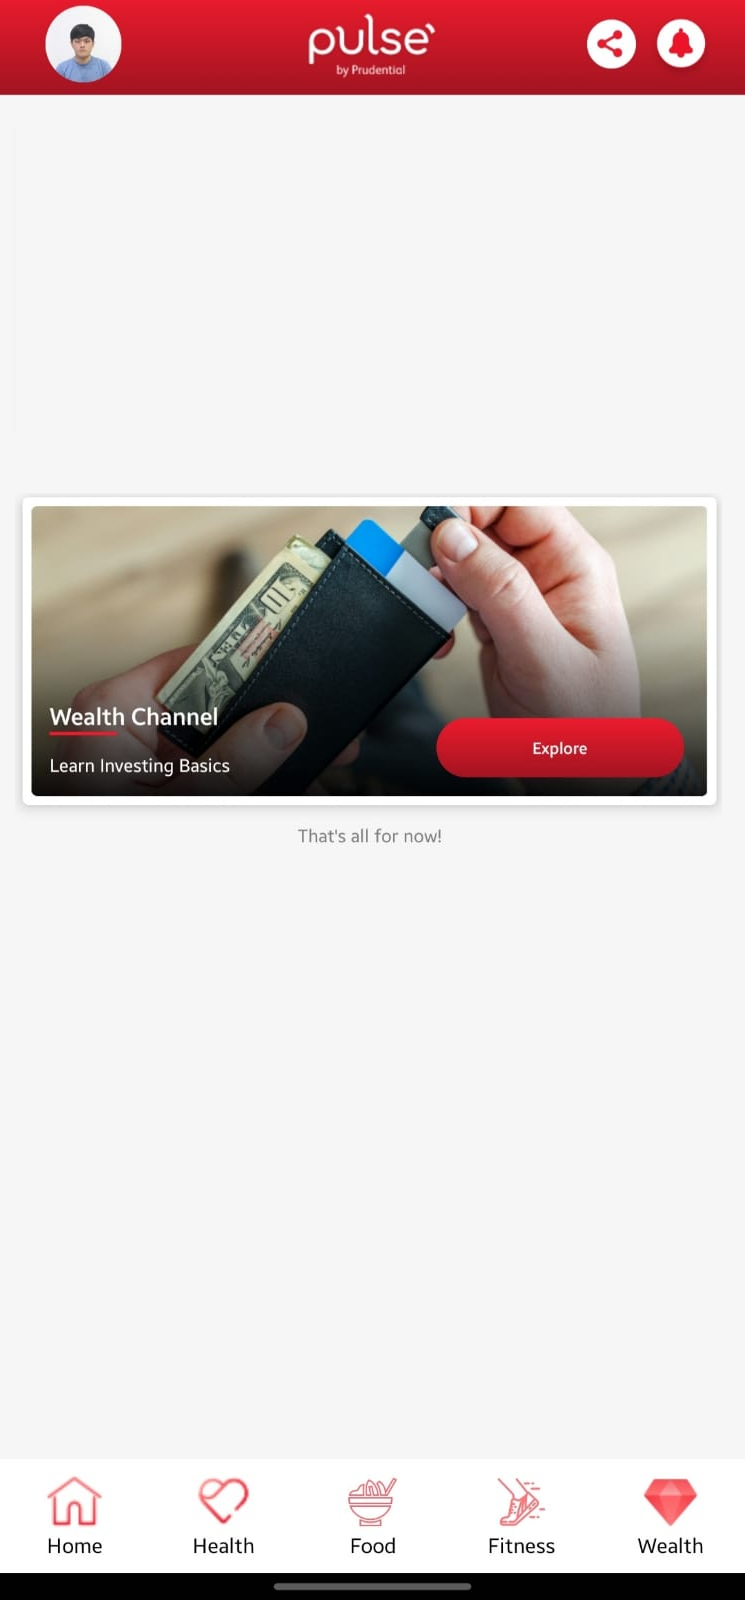 pulse
by Prudential
Wealth Channel
Learn Investing Basics
Explore
That's all for now!
Home
Health
Food
Fitness
Wealth